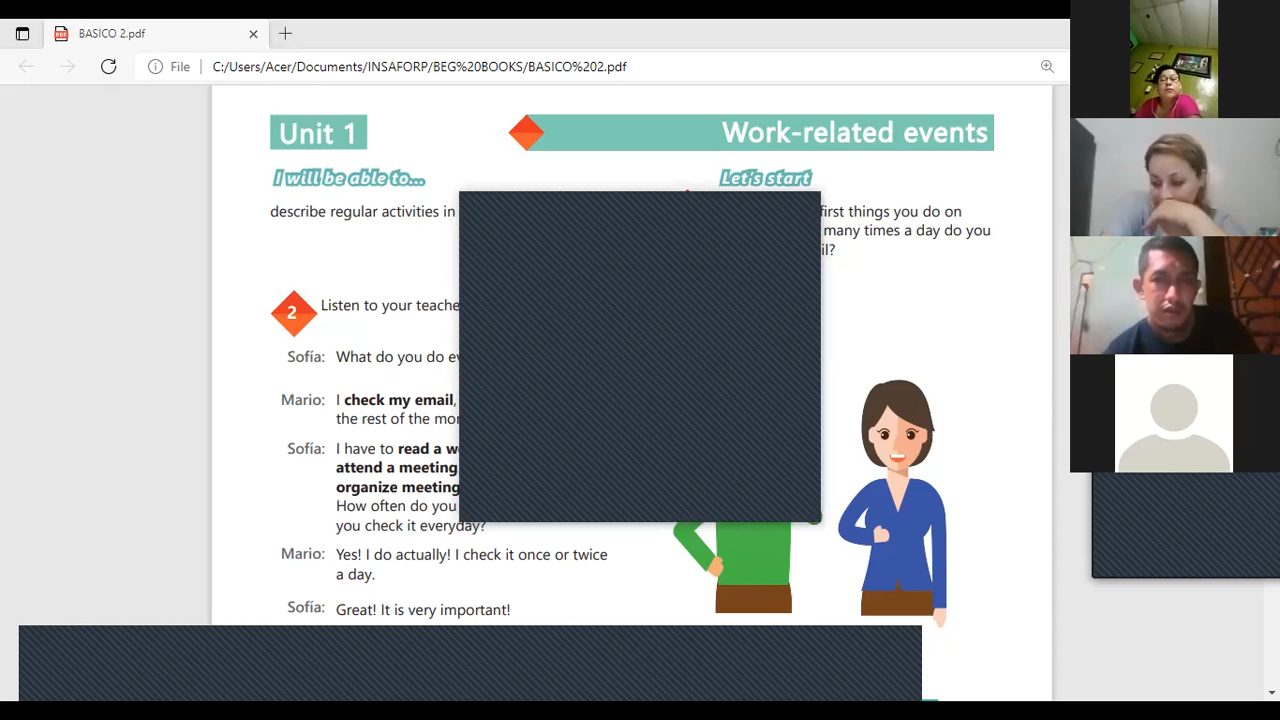 BASICO 2.pdf
File
C:/Users/Acer/Documents/INSAFORP/BEG%20BOOKS/BASICO%202.pdf
Unit 1
Work-related events
I will be able to...
Let's start
describe regular activities in
first things you do on
many times a day do you
2
Listen to your
Sofía: What do you do
Mario: I check my email,
the rest of the
Sofía: I have to read a
attend a meeting
organize
How often do you
you check it everyday?
Mario: Yes! I do actually! I check it once or twice
a day.
Sofía: Great! It is very important!